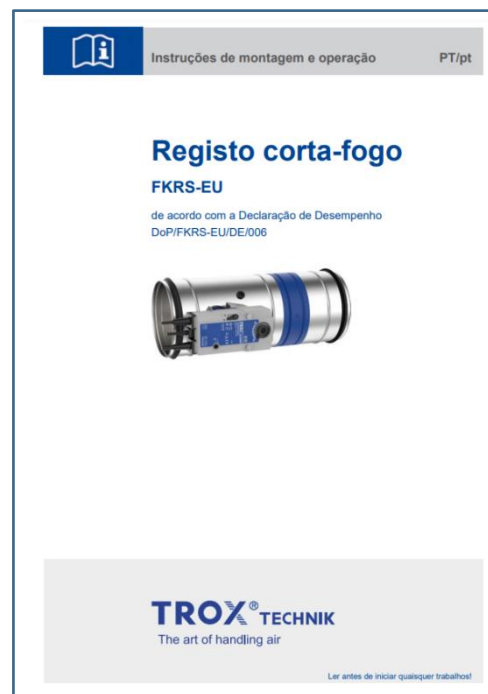 Instruções de montagem e operação PT/pt
Registo corta-fogo
FKRS-EU
de acordo com a Declaração de Desempenho
DoP/FKRS-EU/DE/006
TROX® TECHNIK
The art of handling air
Ler antes de iniciar quaisquer trabalhos!